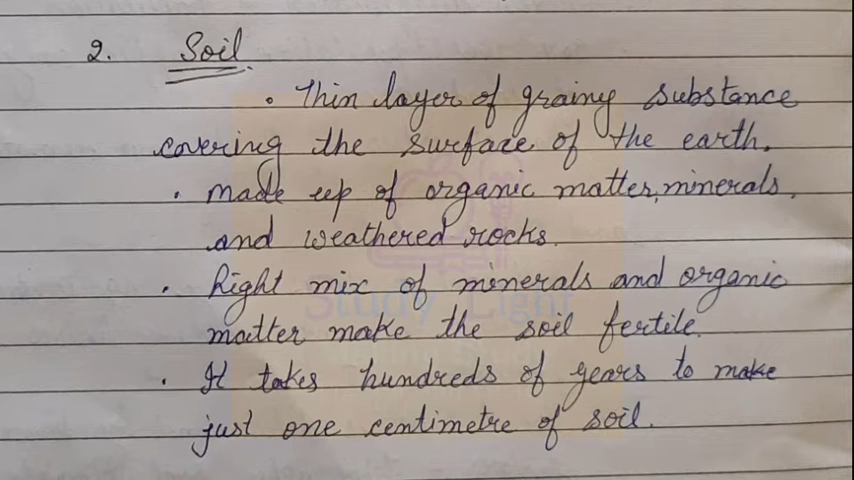 2. Soil
• Thin layer of grainy substance
covering the surface of the earth.
• made up of organic matter, minerals,
and weathered rocks.
• Right mix of minerals and organic
matter make the soil fertile.
• It takes hundreds of years to make
just one centimetre of soil.
Study Light